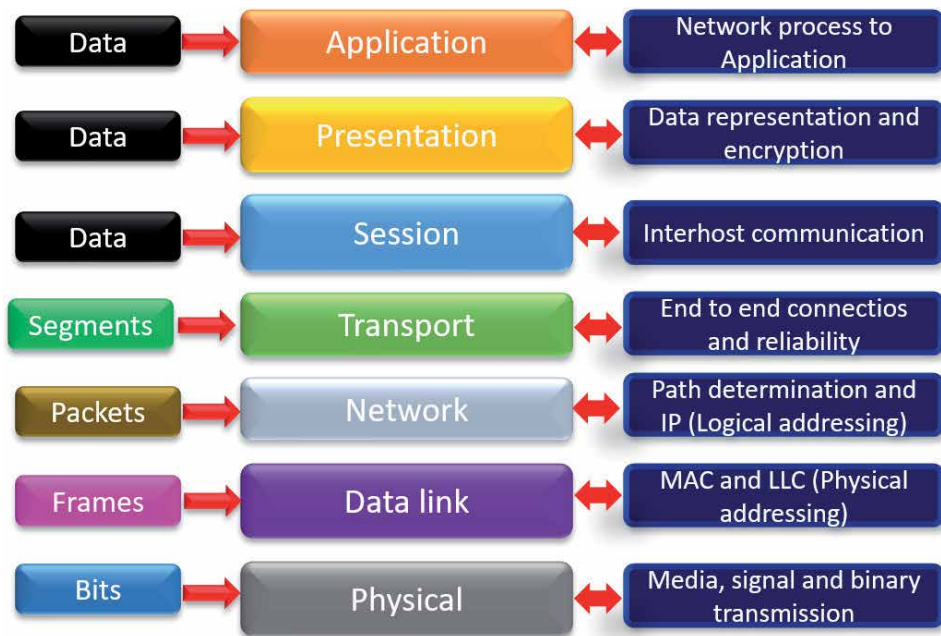 Data
Application
Network process to
Application
Data
Presentation
Data representation and
encryption
Data
Session
Interhost communication
Segments
Transport
End to end connectios
and reliability
Packets
Network
Path determination and
IP (Logical addressing)
Frames
Data link
MAC and LLC (Physical
addressing)
Bits
Physical
Media, signal and binary
transmission